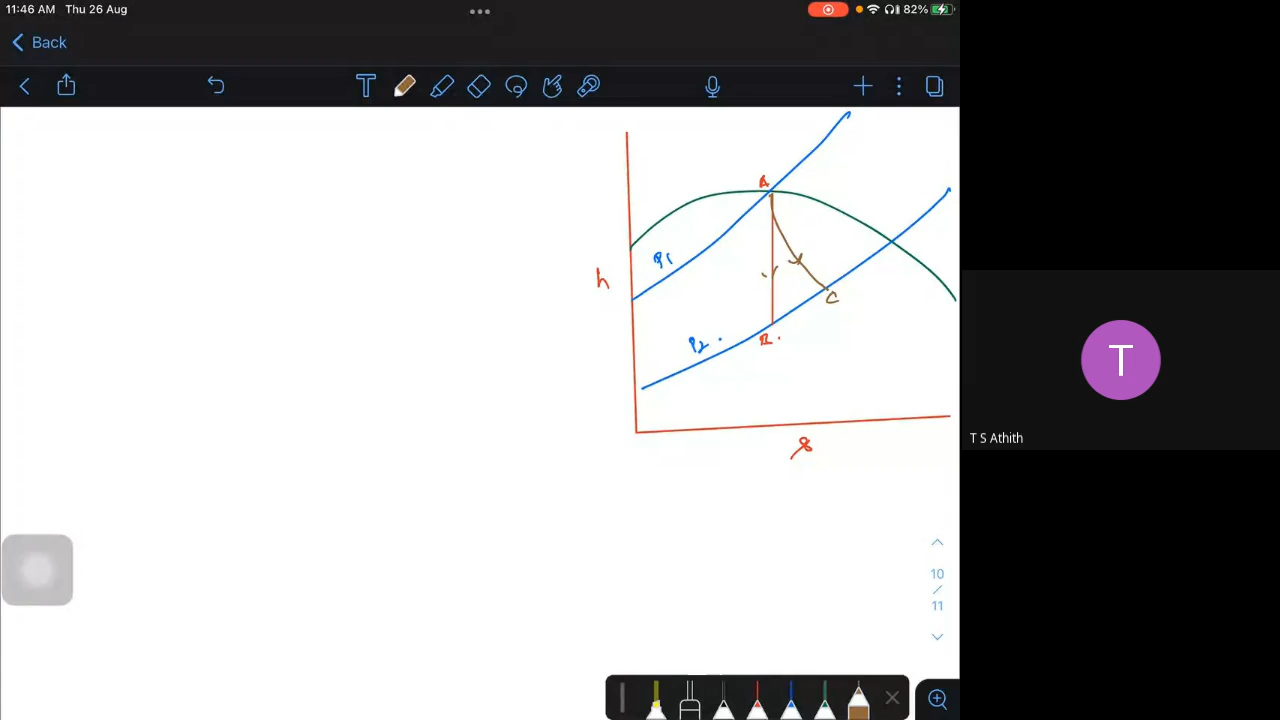 11:46 AM Thu 26 Aug
82%
Back
T
A
P1
h
C
P2
B
s
10
/
11
T
T S Athith